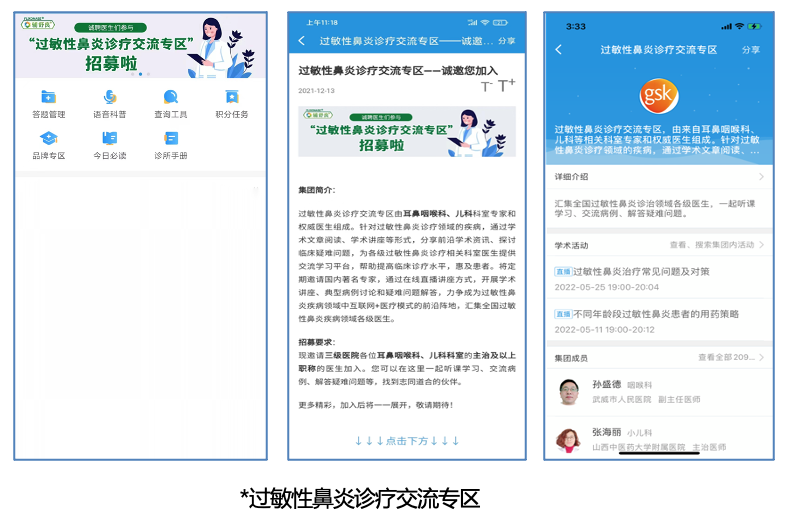 辅舒良
诚聘医生们参与
“过敏性鼻炎诊疗交流专区”
招募啦
答题管理
语音科普
查询工具
积分任务
品牌专区
今日必读
诊所手册
上午11:18
过敏性鼻炎诊疗交流专区——诚邀...
分享
过敏性鼻炎诊疗交流专区——诚邀您加入
2021-12-13
T- T+
辅舒良
诚聘医生们参与
“过敏性鼻炎诊疗交流专区”
招募啦
集团简介:
过敏性鼻炎诊疗交流专区由耳鼻咽喉科、儿科科室专家和
权威医生组成。针对过敏性鼻炎诊疗领域的疾病，通过学
术文章阅读、学术讲座等形式，分享前沿学术资讯、探讨
临床疑难问题，为各级过敏性鼻炎诊疗相关科室医生提供
交流学习平台，帮助提高临床诊疗水平，惠及患者。将定
期邀请国内著名专家，通过在线直播讲座方式，开展学术
讲座、典型病例讨论和疑难问题解答，力争成为过敏性鼻
炎疾病领域中互联网+医疗模式的前沿阵地，汇集全国过敏
性鼻炎疾病领域各级医生。
招募要求:
现邀请三级医院各位耳鼻咽喉科、儿科科室的主治及以上
职称的医生加入。您可以在这里一起听课学习、交流病
例、解答疑难问题等，找到志同道合的伙伴。
更多精彩，加入后将一一展开，敬请期待!
↓↓↓点击下方↓↓↓
3:33
过敏性鼻炎诊疗交流专区
分享
gsk
过敏性鼻炎诊疗交流专区，由来自耳鼻咽喉科、
儿科等相关科室专家和权威医生组成。针对过敏
性鼻炎诊疗领域的疾病，通过学术文章阅读、...
详细介绍
汇集全国过敏性鼻炎诊治领域各级医生，一起听课
学习、交流病例、解答疑难问题。
学术活动
查看、搜索集团内活动
直播 过敏性鼻炎治疗常见问题及对策
2022-05-25 19:00-20:04
直播 不同年龄段过敏性鼻炎患者的用药策略
2022-05-11 19:00-20:12
集团成员
查看全部209...
孙盛德 咽喉科
武威市人民医院 副主任医师
张海丽 小儿科
山西中医药大学附属医院 主治医师
*过敏性鼻炎诊疗交流专区